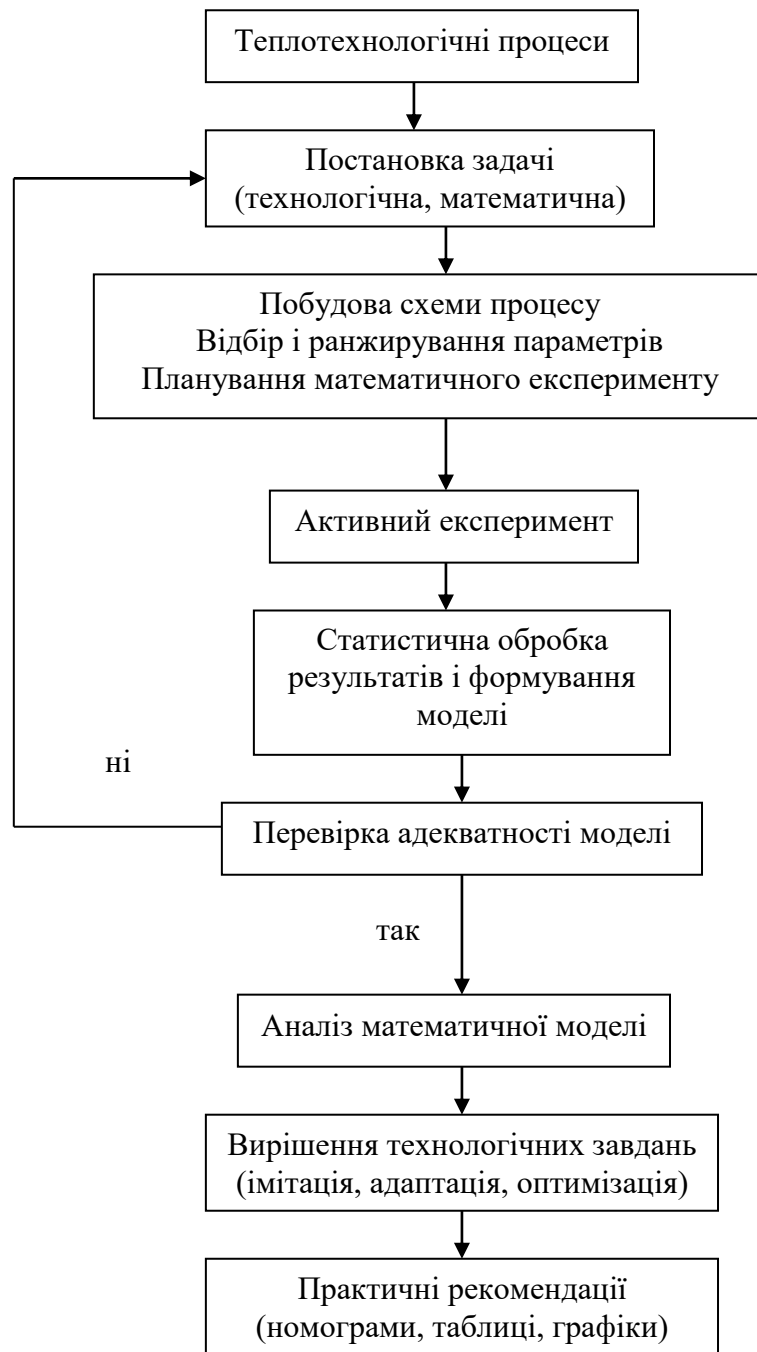 Теплотехнологічні процеси
Постановка задачі
(технологічна, математична)
Побудова схеми процесу
Відбір і ранжирування параметрів
Планування математичного експерименту
Активний експеримент
Статистична обробка
результатів і формування
моделі
ні
Перевірка адекватності моделі
так
Аналіз математичної моделі
Вирішення технологічних завдань
(імітація, адаптація, оптимізація)
Практичні рекомендації
(номограми, таблиці, графіки)